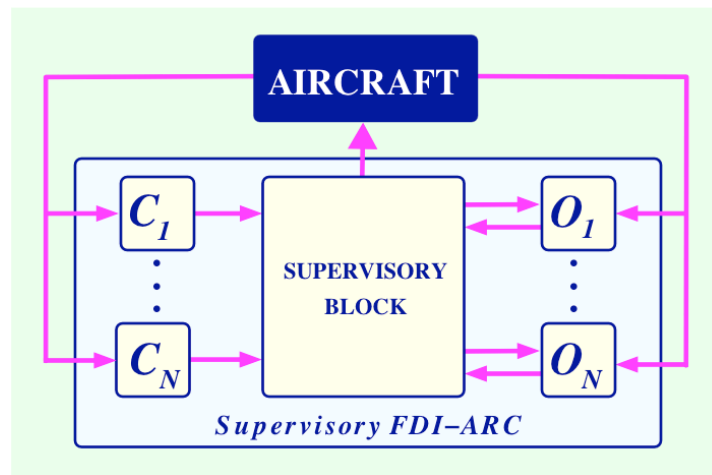 AIRCRAFT
C1
O1
SUPERVISORY
BLOCK
CN
ON
Supervisory FDI–ARC